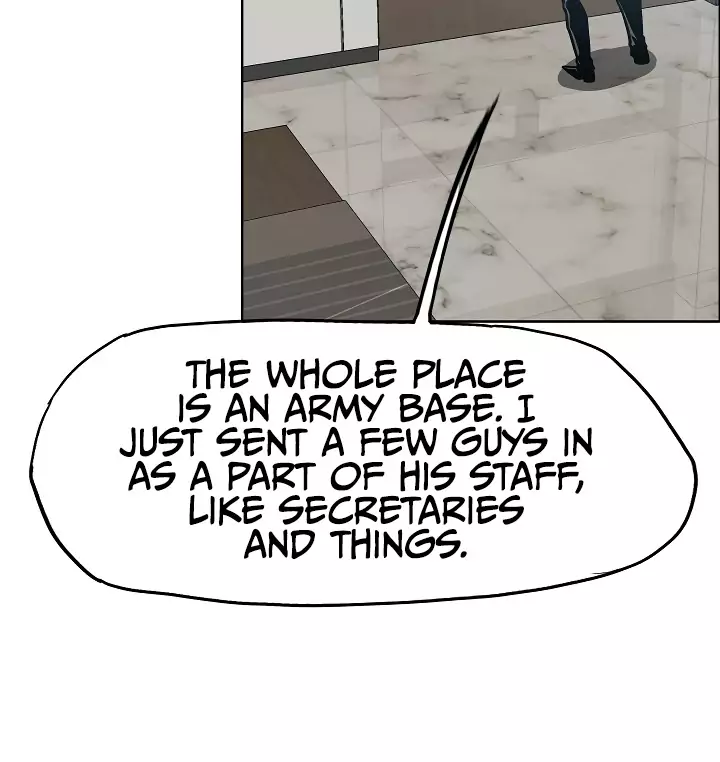 THE WHOLE PLACE
IS AN ARMY BASE. I
JUST SENT A FEW GUYS IN
AS A PART OF HIS STAFF,
LIKE SECRETARIES
AND THINGS.